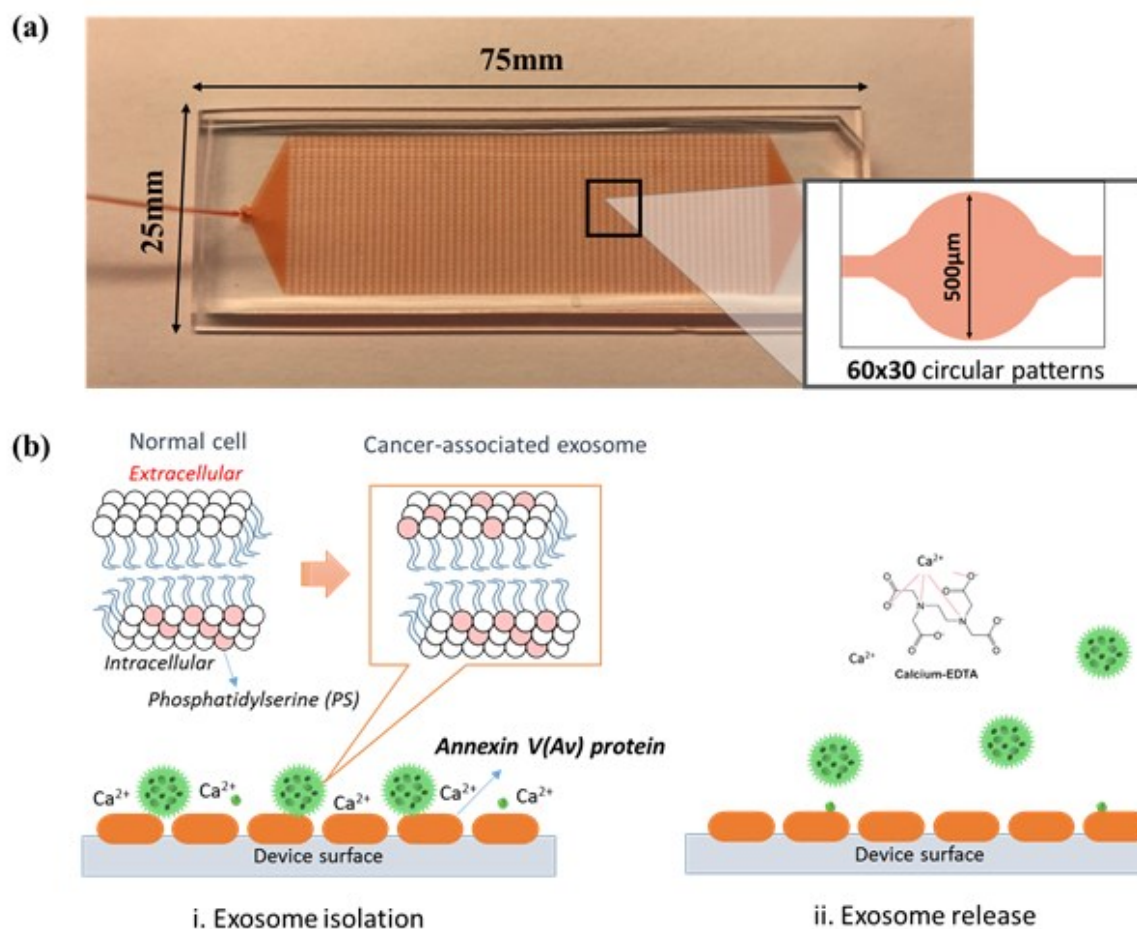 (a)
75mm
25mm
500µm
60x30 circular patterns
(b)
Normal cell
Extracellular
Cancer-associated exosome
Intracellular
Phosphatidylserine (PS)
Annexin V(Av) protein
Ca2+
Ca2+
Ca2+
Ca2+
Ca2+
Device surface
i. Exosome isolation
Ca2+
O
O-
O
O-
N
N
O-
O
O-
O
Ca2+
Calcium-EDTA
Device surface
ii. Exosome release